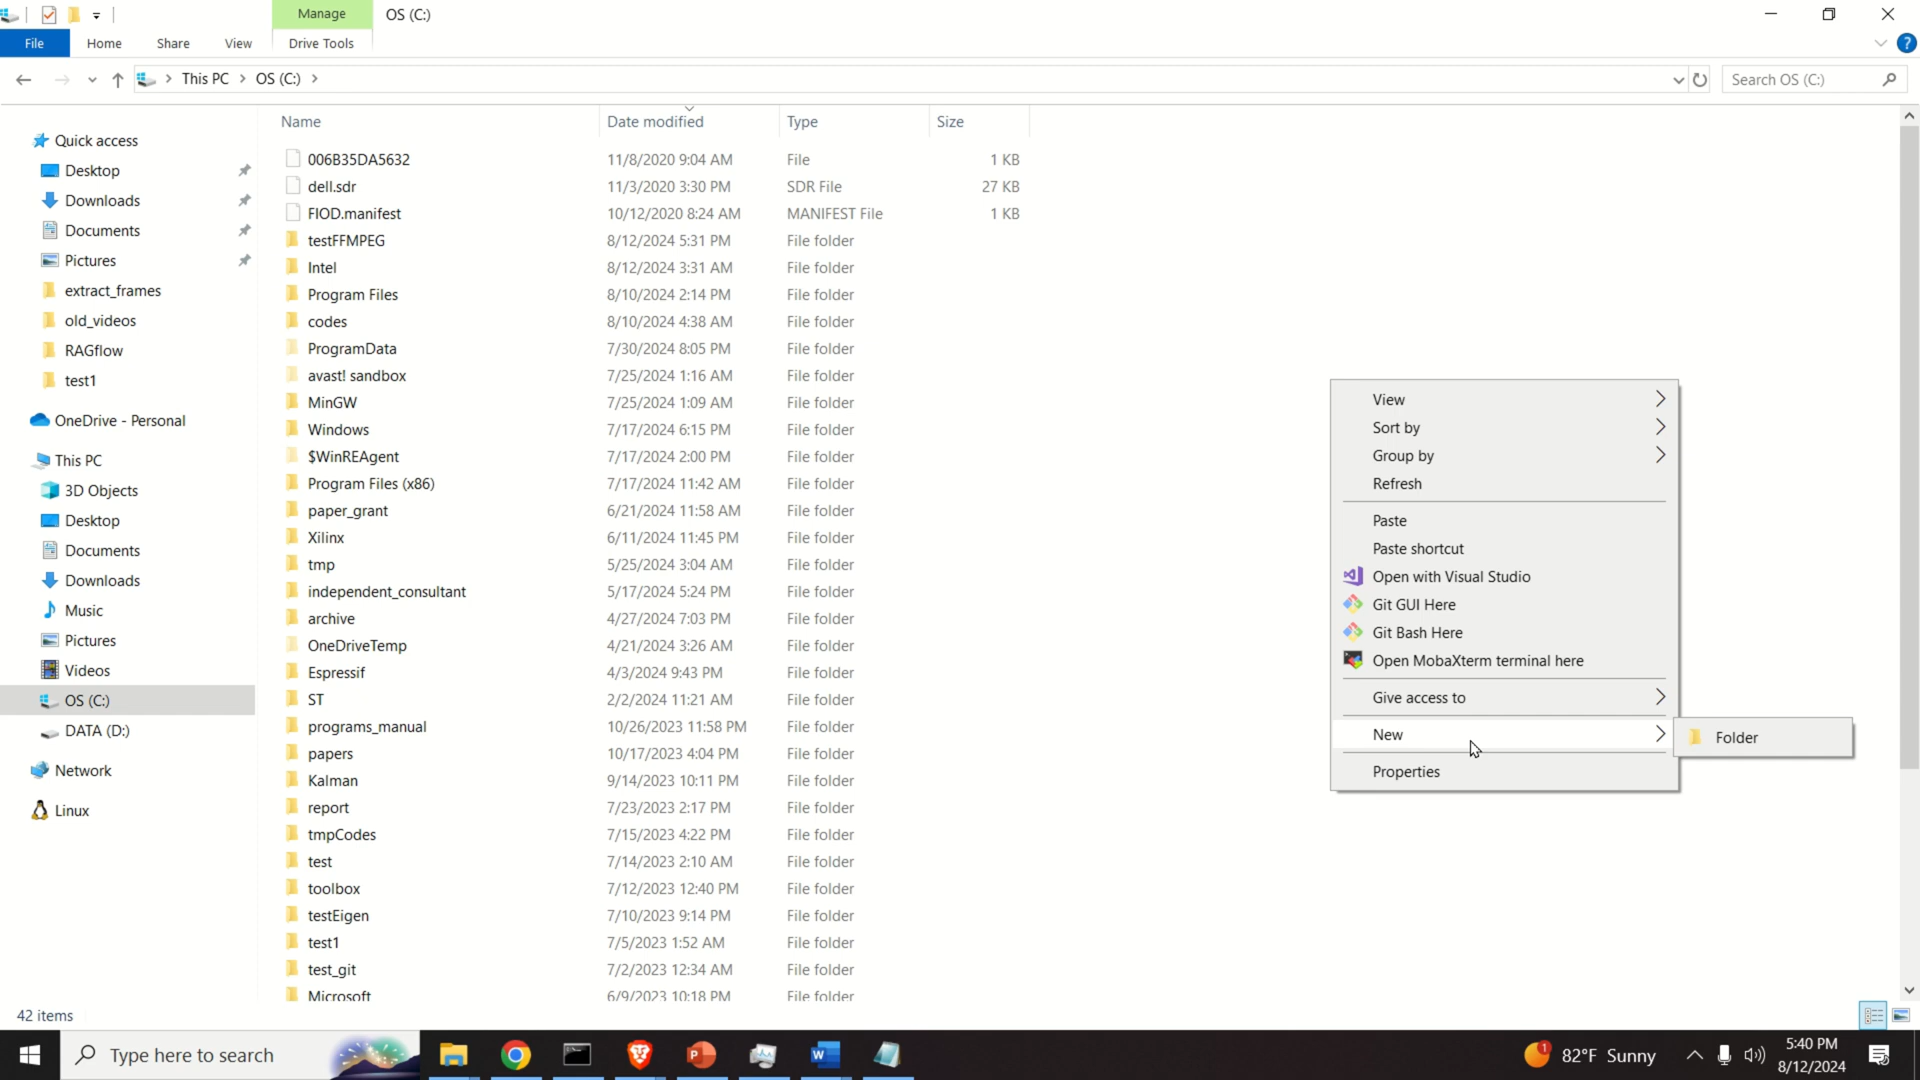 Manage
OS (C:)
File
Home
Share
View
Drive Tools
?
This PC
OS (C:)
Search OS (C:)
Quick access
Desktop
Downloads
Documents
Pictures
extract_frames
old_videos
RAGflow
test1
OneDrive - Personal
This PC
3D Objects
Desktop
Documents
Downloads
Music
Pictures
Videos
OS (C:)
DATA (D:)
Network
Linux
Name Date modified Type Size
006B35DA5632 11/8/2020 9:04 AM File 1 KB
dell.sdr 11/3/2020 3:30 PM SDR File 27 KB
FIOD.manifest 10/12/2020 8:24 AM MANIFEST File 1 KB
testFFMPEG 8/12/2024 5:31 PM File folder
Intel 8/12/2024 3:31 AM File folder
Program Files 8/10/2024 2:14 PM File folder
codes 8/10/2024 4:38 AM File folder
ProgramData 7/30/2024 8:05 PM File folder
avast! sandbox 7/25/2024 1:16 AM File folder
MinGW 7/25/2024 1:09 AM File folder
Windows 7/17/2024 6:15 PM File folder
$WinREAgent 7/17/2024 2:00 PM File folder
Program Files (x86) 7/17/2024 11:42 AM File folder
paper_grant 6/21/2024 11:58 AM File folder
Xilinx 6/11/2024 11:45 PM File folder
tmp 5/25/2024 3:04 AM File folder
independent_consultant 5/17/2024 5:24 PM File folder
archive 4/27/2024 7:03 PM File folder
OneDriveTemp 4/21/2024 3:26 AM File folder
Espressif 4/3/2024 9:43 PM File folder
ST 2/2/2024 11:21 AM File folder
programs_manual 10/26/2023 11:58 PM File folder
papers 10/17/2023 4:04 PM File folder
Kalman 9/14/2023 10:11 PM File folder
report 7/23/2023 2:17 PM File folder
tmpCodes 7/15/2023 4:22 PM File folder
test 7/14/2023 2:10 AM File folder
toolbox 7/12/2023 12:40 PM File folder
testEigen 7/10/2023 9:14 PM File folder
test1 7/5/2023 1:52 AM File folder
test_git 7/2/2023 12:34 AM File folder
Microsoft 6/9/2023 10:18 PM File folder
View
Sort by
Group by
Refresh
Paste
Paste shortcut
Open with Visual Studio
Git GUI Here
Git Bash Here
Open MobaXterm terminal here
Give access to
New
Folder
Properties
42 items
Type here to search
1
82°F Sunny
5:40 PM
8/12/2024